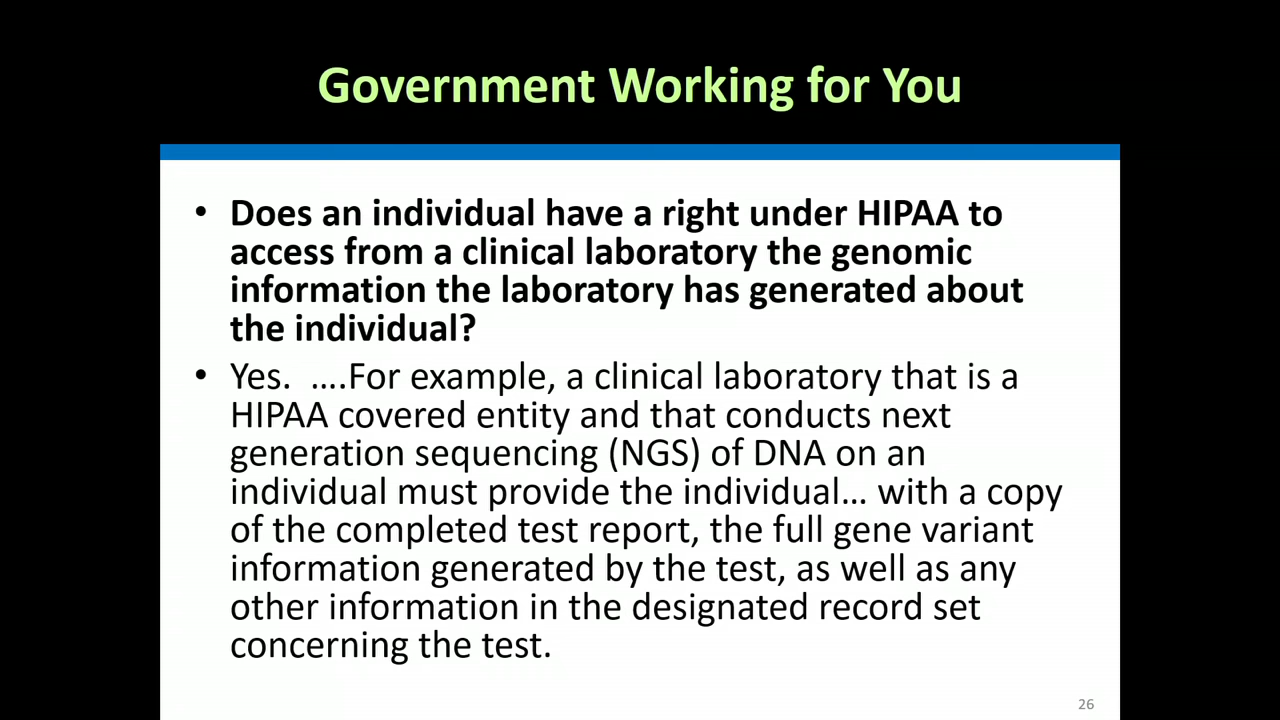 Government Working for You
• Does an individual have a right under HIPAA to
access from a clinical laboratory the genomic
information the laboratory has generated about
the individual?
• Yes.  ….For example, a clinical laboratory that is a
HIPAA covered entity and that conducts next
generation sequencing (NGS) of DNA on an
individual must provide the individual… with a copy
of the completed test report, the full gene variant
information generated by the test, as well as any
other information in the designated record set
concerning the test.
26